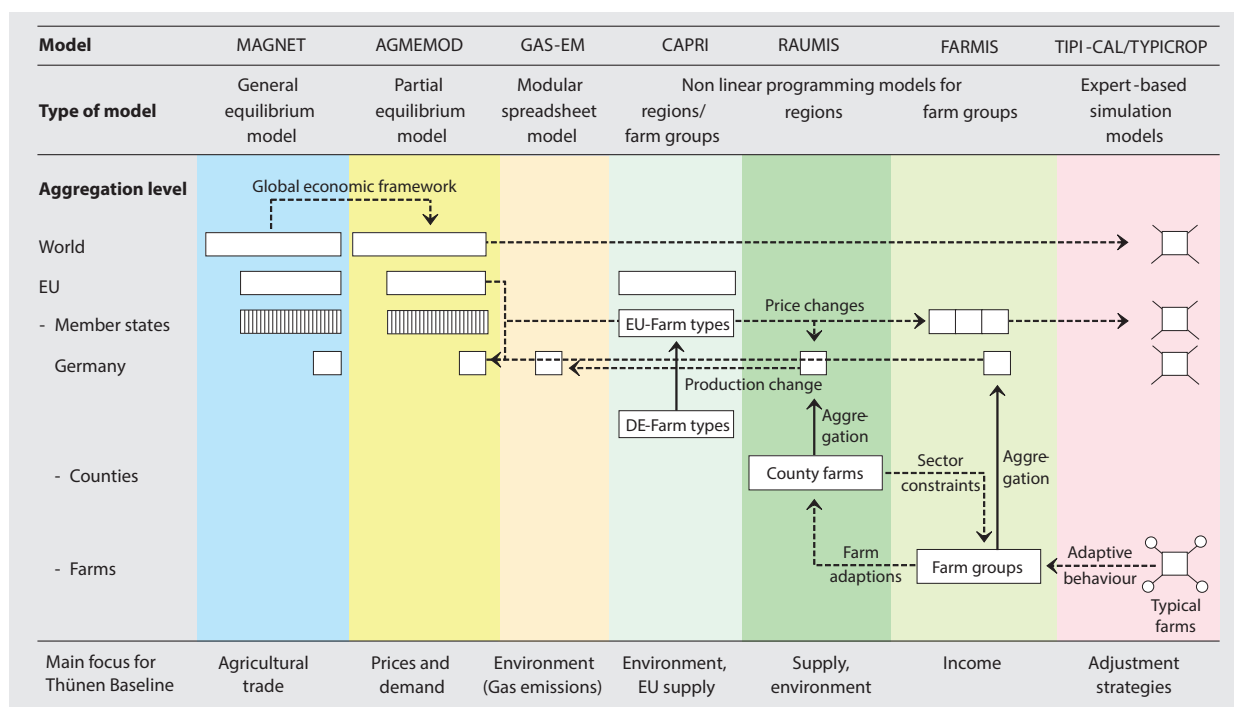 Model MAGNET AGMEMOD GAS-EM CAPRI RAUMIS FARMIS TIPI-CAL/TYPICROP
General Partial Modular Non linear programming models for Expert-based
Type of model equilibrium equilibrium spreadsheet regions/ regions farm groups simulation
model model model farm groups models
Aggregation level
Global economic framework
World
EU
Price changes
- Member states
EU-Farm types
Germany
Production change
DE-Farm types
Aggre-
gation
- Counties
County farms
Sector
constraints
Aggre-
gation
- Farms
Farm
adaptions
Farm groups
Adaptive
behaviour
Typical
farms
Main focus for Agricultural Prices and Environment Environment, Supply, Income Adjustment
Thünen Baseline trade demand (Gas emissions) EU supply environment strategies